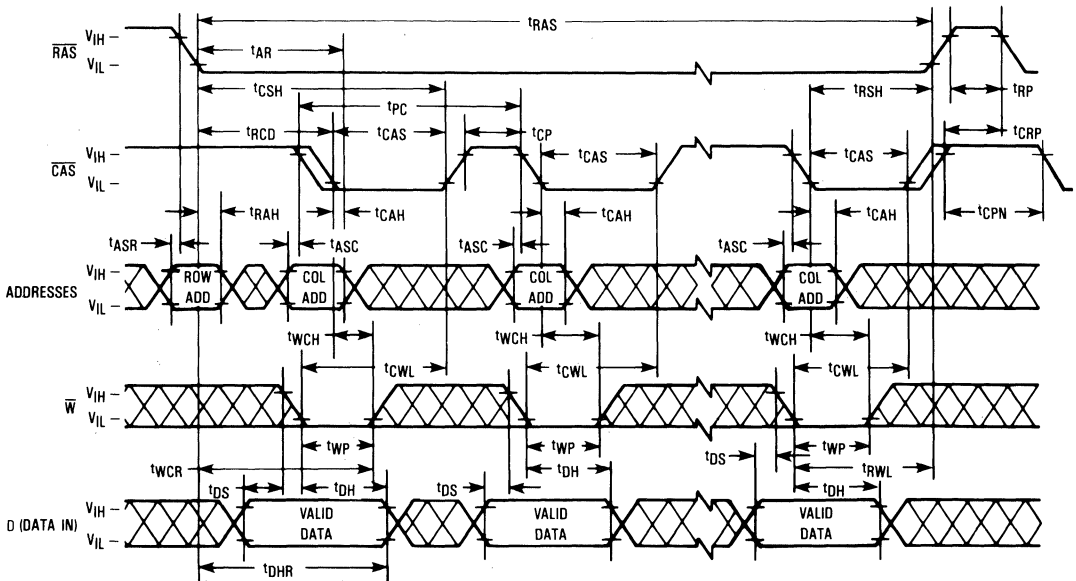 tRAS
RAS VIH
VIL
tAR
tCSH
tPC
tRSH
tRP
tRCD tCAS tCP tCAS tCAS tCRP
CAS VIH
VIL
tRAH tCAH tCAH tCAH tCPN
tASR tASC tASC tASC
ADDRESSES VIH
VIL
ROW ADD
COL ADD
COL ADD
COL ADD
tWCH tWCH tWCH
tCWL tCWL tCWL
W VIH
VIL
tWP tWP tWP
tWCR tDS tRWL
tDS tDH tDS tDH tDH
D (DATA IN) VIH
VIL
VALID DATA
VALID DATA
VALID DATA
tDHR